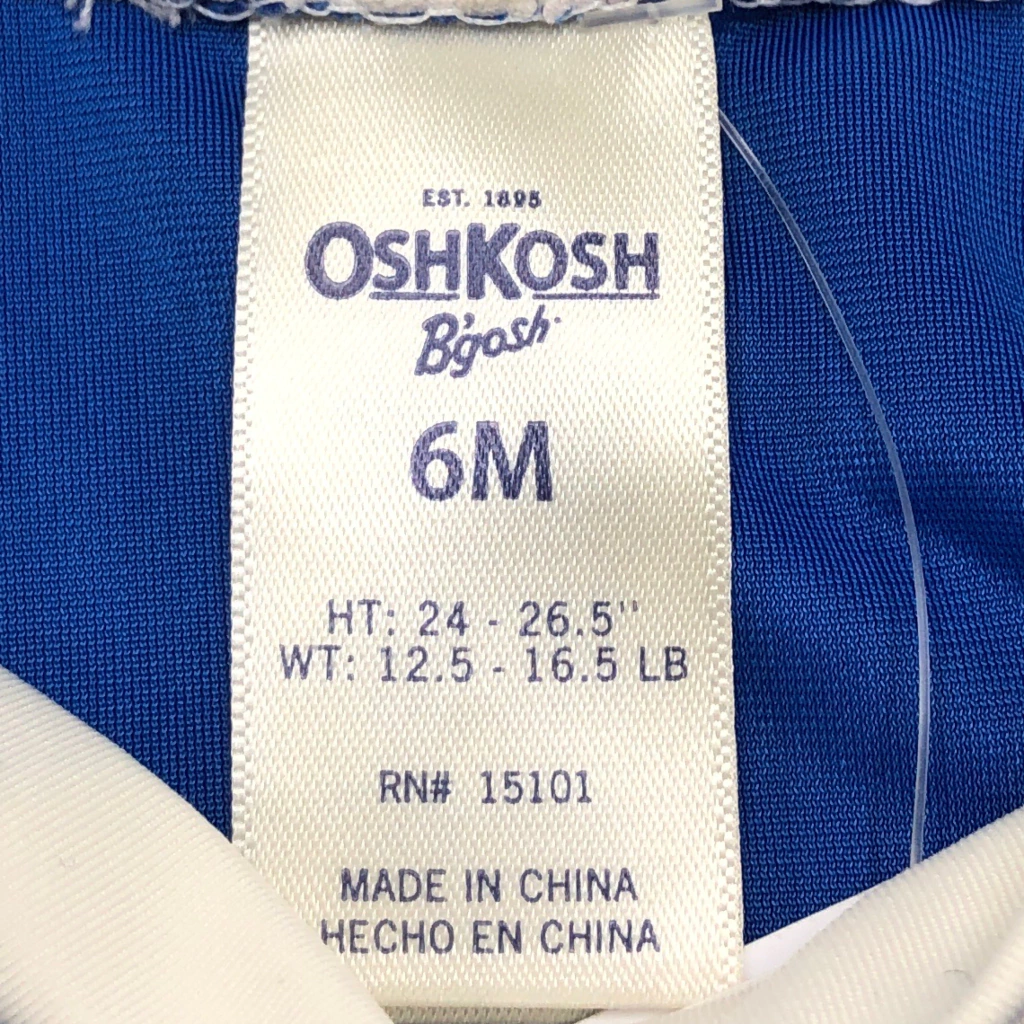 EST. 1895
OSHKOSH
B'gosh
6M
HT: 24 - 26.5"
WT: 12.5 - 16.5 LB
RN# 15101
MADE IN CHINA
HECHO EN CHINA